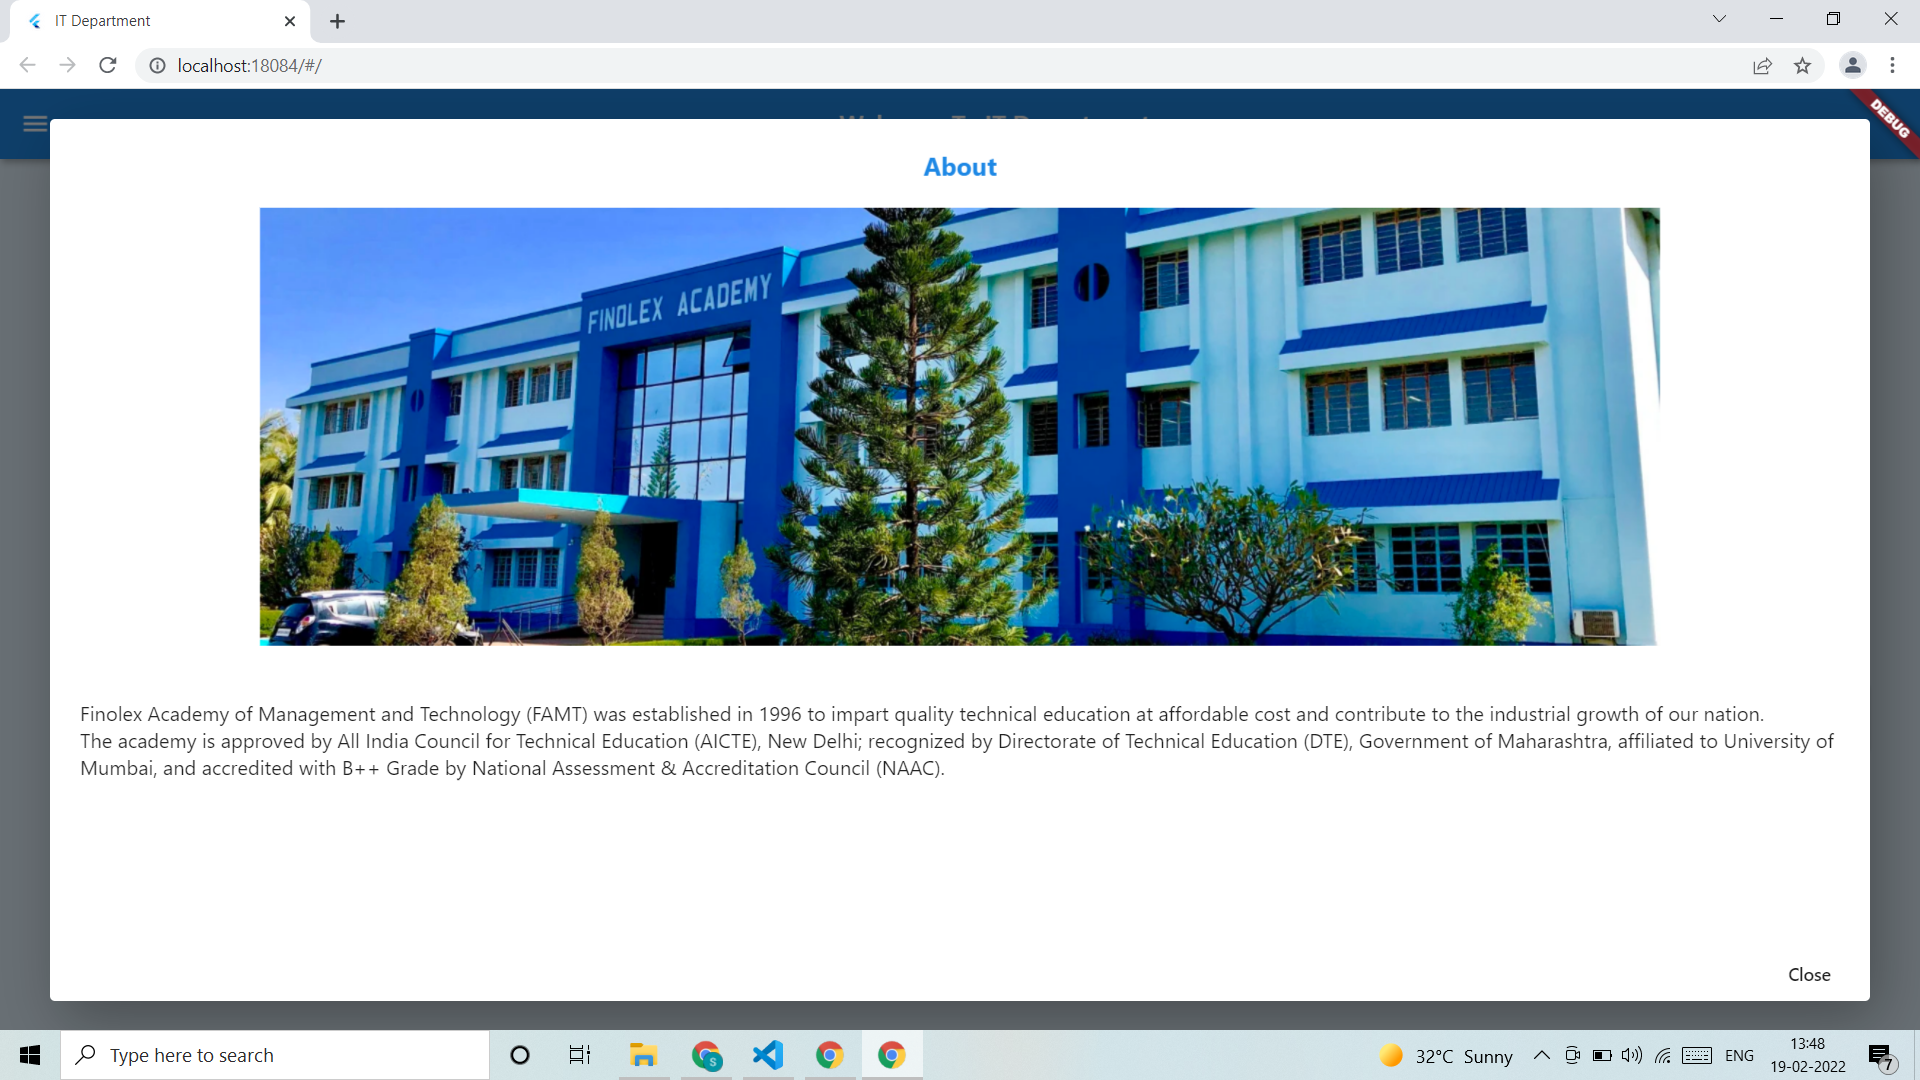 IT Department
localhost:18084/#/
Welcome To IT Department
DEBUG
About
FINOLEX ACADEMY
Finolex Academy of Management and Technology (FAMT) was established in 1996 to impart quality technical education at affordable cost and contribute to the industrial growth of our nation.
The academy is approved by All India Council for Technical Education (AICTE), New Delhi; recognized by Directorate of Technical Education (DTE), Government of Maharashtra, affiliated to University of
Mumbai, and accredited with B++ Grade by National Assessment & Accreditation Council (NAAC).
Close
Type here to search
S
32°C Sunny
ENG
13:48
19-02-2022
7